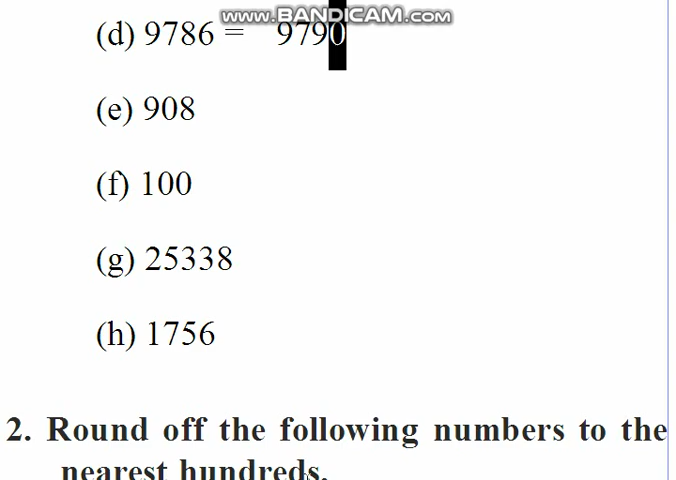 WWW.BANDICAM.COM
(d) 9786 = 9790
(e) 908
(f) 100
(g) 25338
(h) 1756
2. Round off the following numbers to the
nearest hundreds.